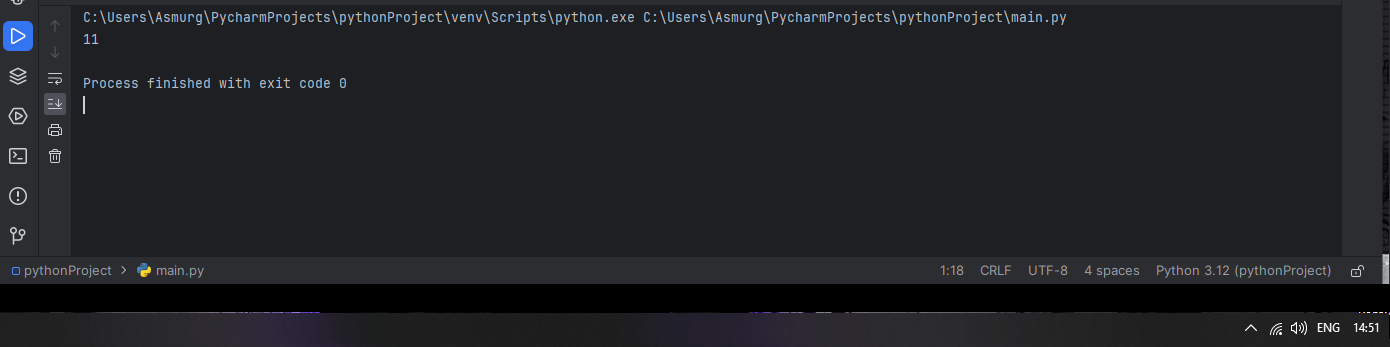 C:\Users\Asmurg\PycharmProjects\pythonProject\venv\Scripts\python.exe C:\Users\Asmurg\PycharmProjects\pythonProject\main.py
11
Process finished with exit code 0
pythonProject > main.py 1:18 CRLF UTF-8 4 spaces Python 3.12 (pythonProject)
ENG 14:51